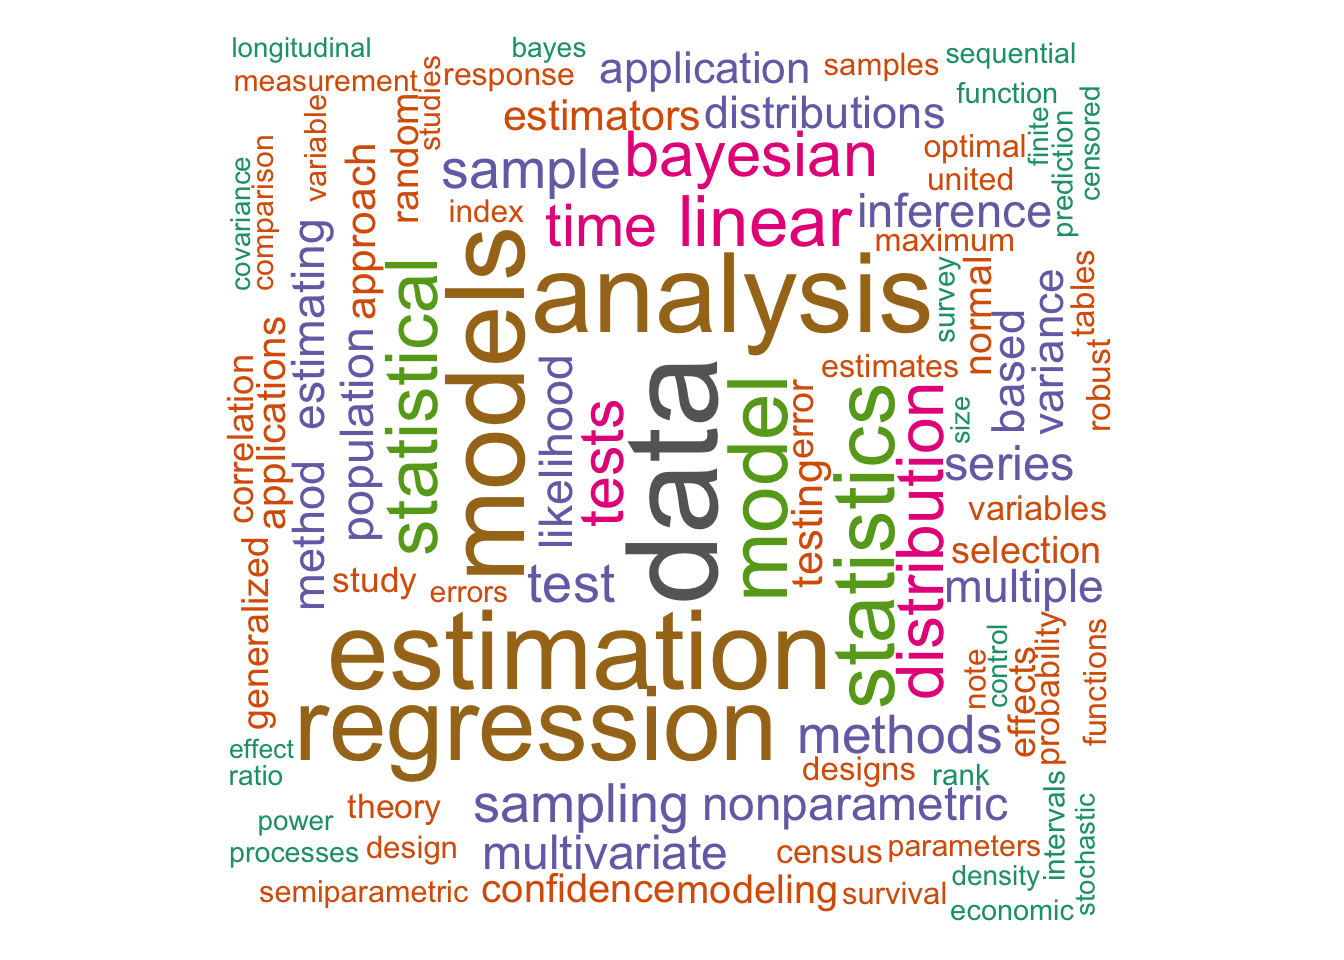 longitudinal
bayes
sequential
measurement
response
application
samples
studies
function
estimators
distributions
variable
random
finite
prediction
censored
covariance
comparison
approach
sample
bayesian
optimal
united
index
time
linear
inference
maximum
estimating
statistical
models
analysis
survey
normal
based
variance
tables
robust
estimates
correlation
applications
population
method
likelihood
tests
data
model
error
testing
statistics
distribution
size
series
variables
selection
multiple
generalized
study
errors
test
estimation
note
control
effects
probability
functions
regression
methods
effect
ratio
designs
rank
theory
sampling
nonparametric
intervals
stochastic
power
processes
design
multivariate
census
parameters
density
semiparametric
confidence
modeling
survival
economic